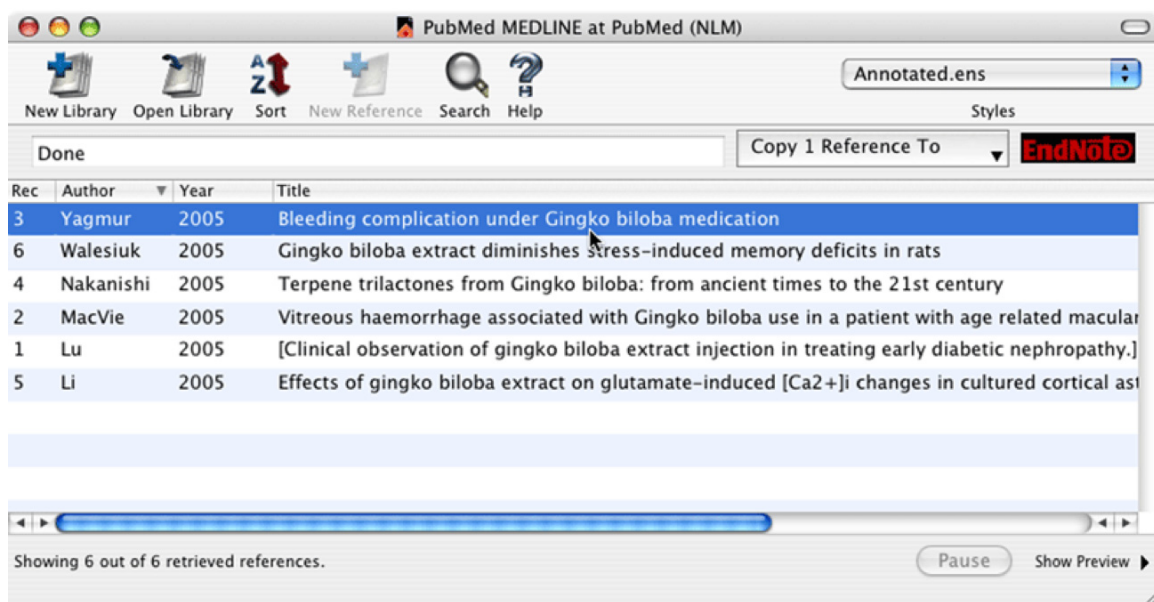 PubMed MEDLINE at PubMed (NLM)
Annotated.ens
New Library Open Library Sort New Reference Search Help Styles
Done Copy 1 Reference To EndNote
Rec Author Year Title
3 Yagmur 2005 Bleeding complication under Gingko biloba medication
6 Walesiuk 2005 Gingko biloba extract diminishes stress-induced memory deficits in rats
4 Nakanishi 2005 Terpene trilactones from Gingko biloba: from ancient times to the 21st century
2 MacVie 2005 Vitreous haemorrhage associated with Gingko biloba use in a patient with age related macular
1 Lu 2005 [Clinical observation of gingko biloba extract injection in treating early diabetic nephropathy.]
5 Li 2005 Effects of gingko biloba extract on glutamate-induced [Ca2+]i changes in cultured cortical ast
Showing 6 out of 6 retrieved references. Pause Show Preview